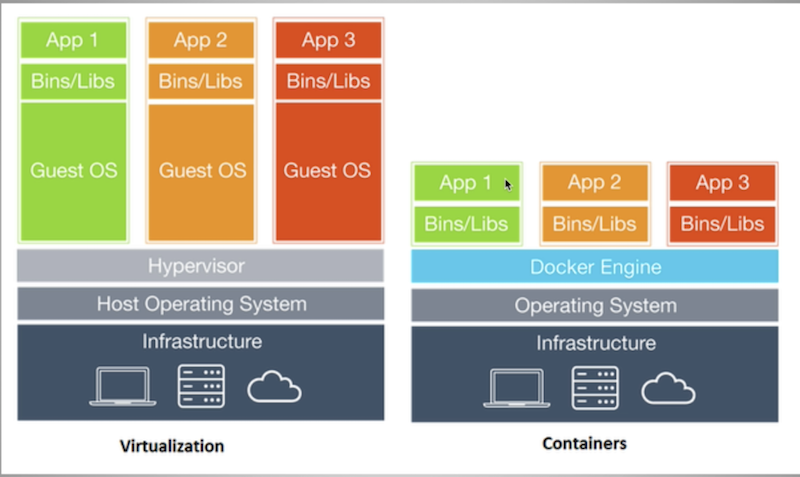 App 1 App 2 App 3
Bins/Libs Bins/Libs Bins/Libs
Guest OS Guest OS Guest OS
Hypervisor
Host Operating System
Infrastructure
Virtualization
App 1 App 2 App 3
Bins/Libs Bins/Libs Bins/Libs
Docker Engine
Operating System
Infrastructure
Containers